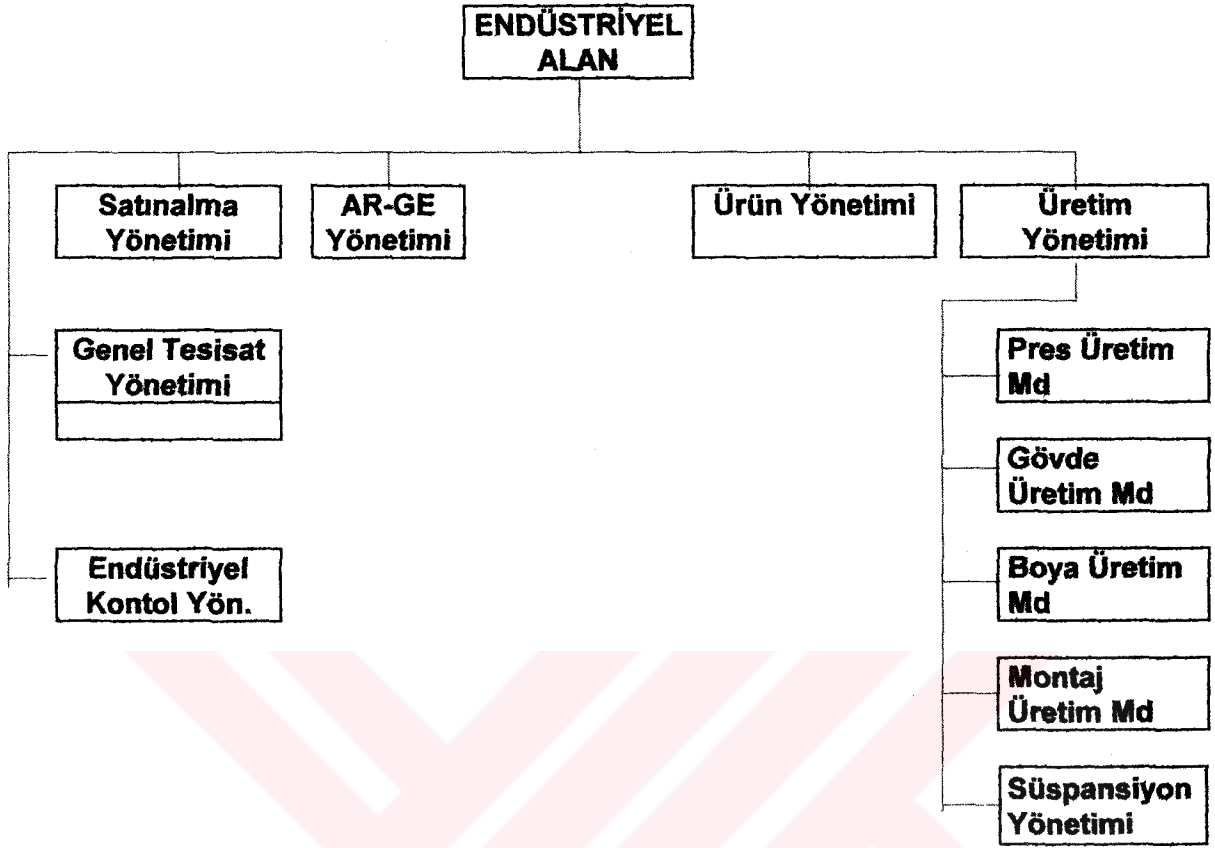 ENDÜSTRİYEL
ALAN
Satınalma
Yönetimi
AR-GE
Yönetimi
Ürün Yönetimi
Üretim
Yönetimi
Genel Tesisat
Yönetimi
Endüstriyel
Kontol Yön.
Pres Üretim
Md
Gövde
Üretim Md
Boya Üretim
Md
Montaj
Üretim Md
Süspansiyon
Yönetimi